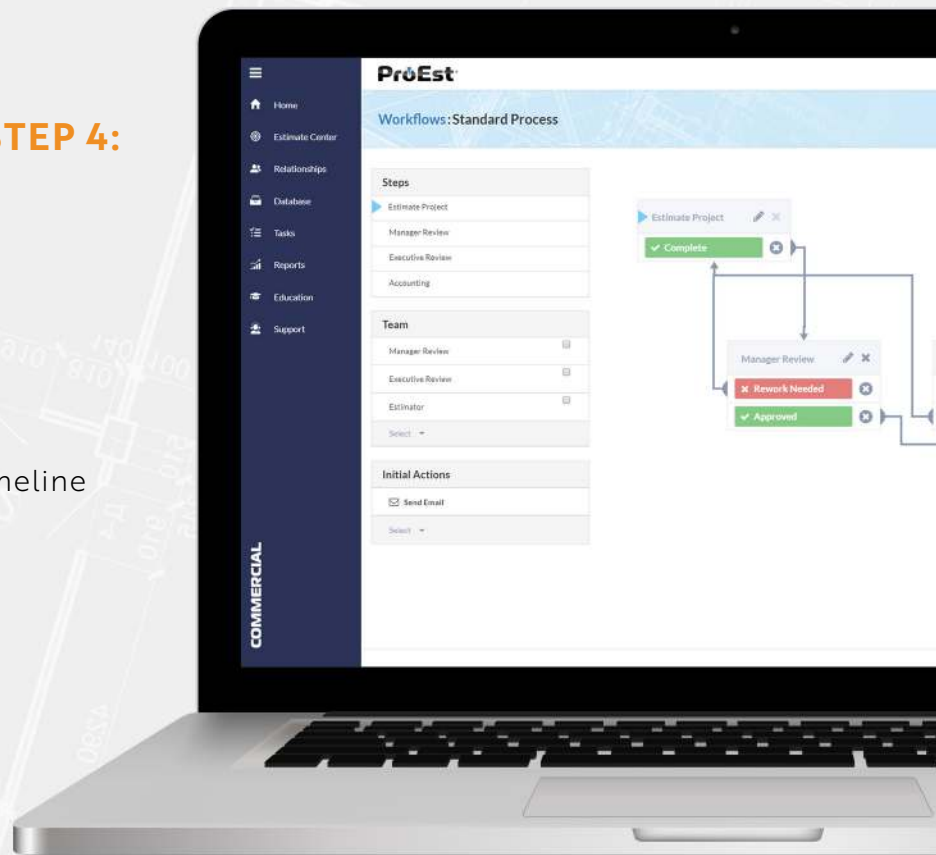 STEP 4:
neline
ProEst
Workflows:Standard Process
Home
Estimate Center
Relationships
Database
Tasks
Reports
Education
Support
COMMERCIAL
Steps
Estimate Project
Manager Review
Executive Review
Accounting
Team
Manager Review
Executive Review
Estimator
Select
Initial Actions
Send Email
Select
Estimate Project
Complete
Manager Review
Rework Needed
Approved